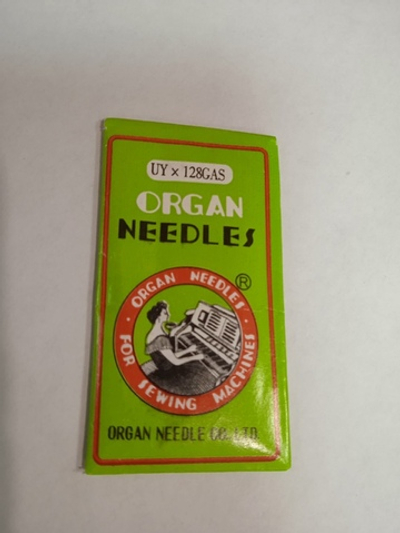 UY x 128GAS
ORGAN
NEEDLES
®
· ORGAN NEEDLES ·
FOR SEWING MACHINES
ORGAN NEEDLE CO. LTD.